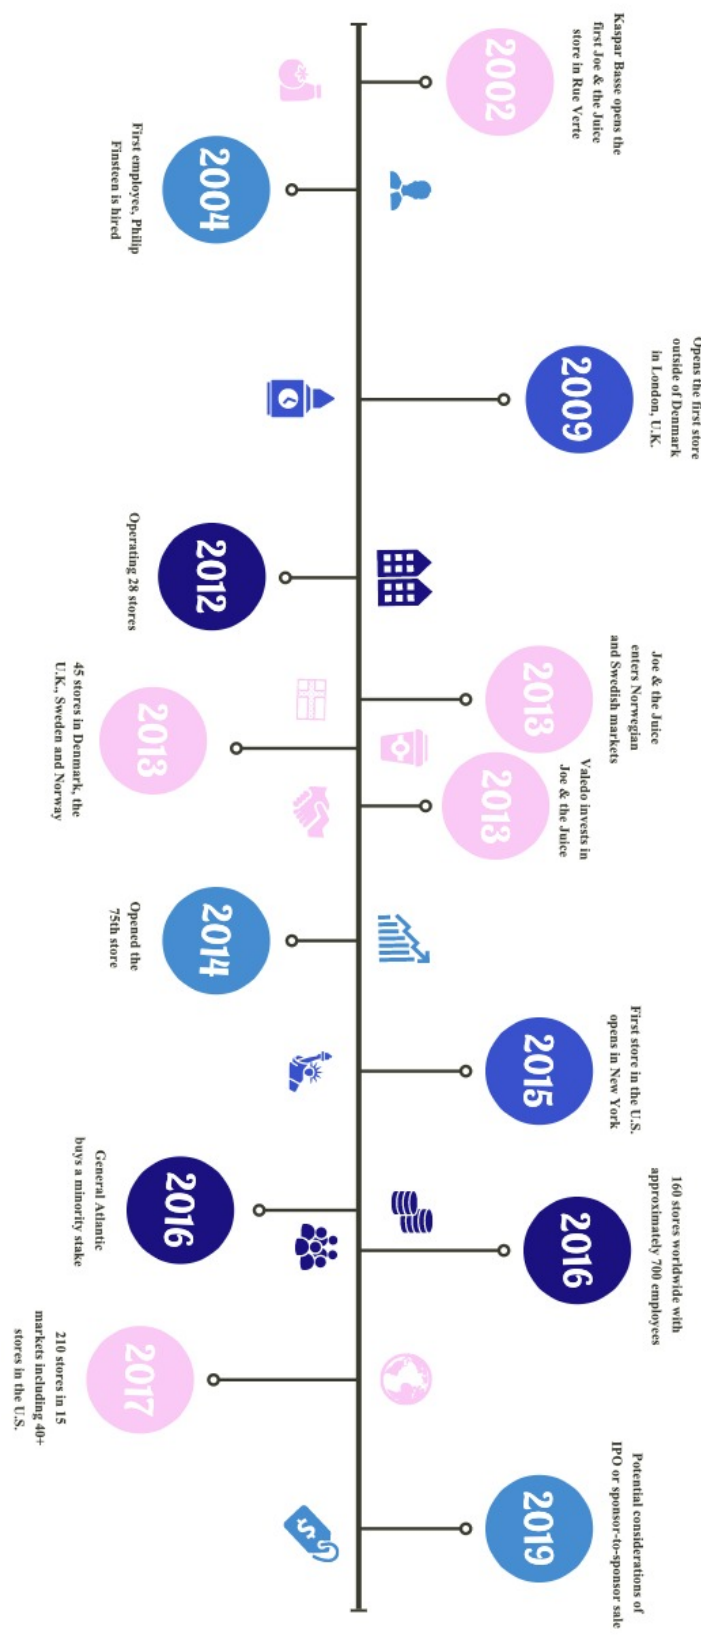 Kaspar Basse opens the
first Joe & the Juice
store in Rue Verte
2002
2004
First employee, Philip
Finsteen is hired
Opens the first store
outside of Denmark
in London, U.K.
2009
2012
Operating 28 stores
Joe & the Juice
enters Norwegian
and Swedish markets
2013
2013
45 stores in Denmark, the
U.K., Sweden and Norway
Valedo invests in
Joe & the Juice
2013
2014
Opened the
75th store
First store in the U.S.
opens in New York
2015
2016
General Atlantic
buys a minority stake
160 stores worldwide with
approximately 700 employees
2016
2017
210 stores in 15
markets including 40+
stores in the U.S.
Potential considerations of
IPO or sponsor-to-sponsor sale
2019
$